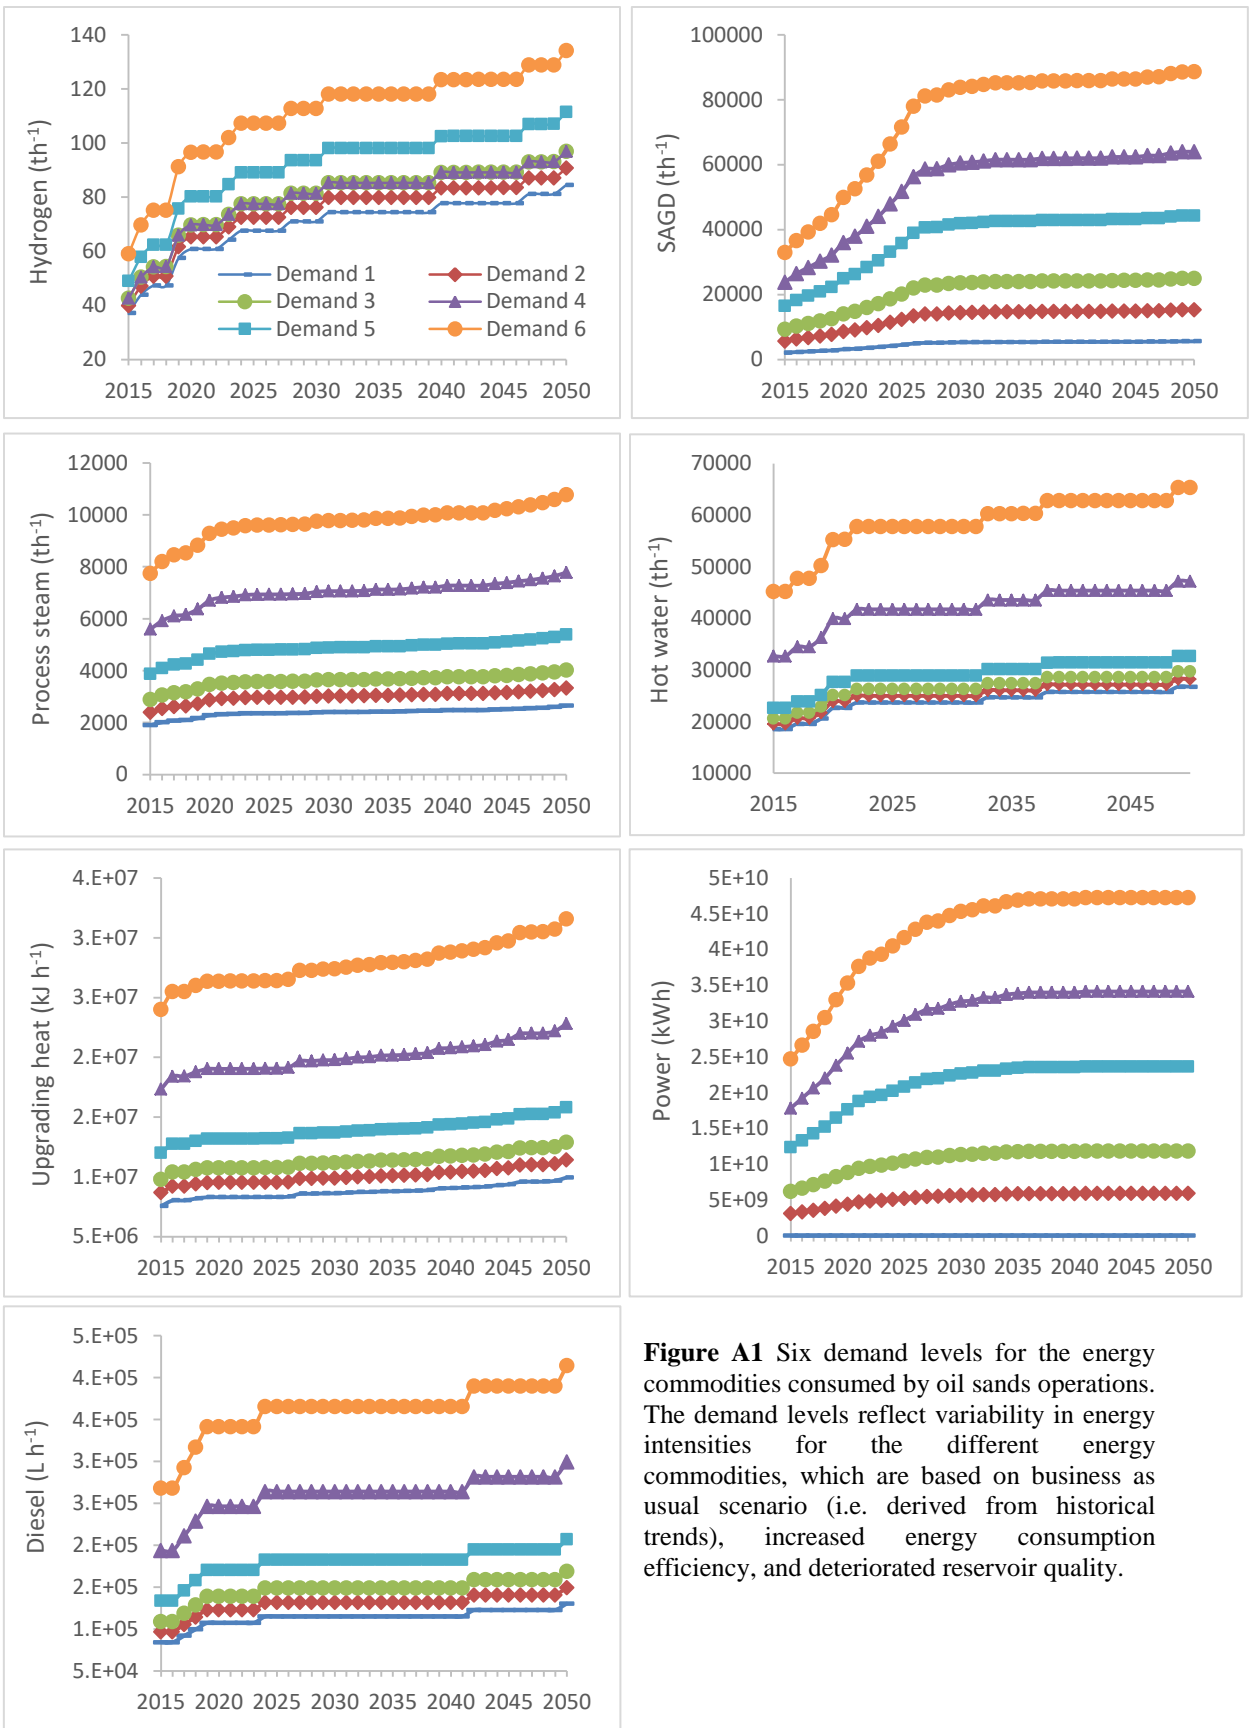 Hydrogen (th-1)
140
120
100
80
60
40
20
Demand 1
Demand 2
Demand 3
Demand 4
Demand 5
Demand 6
2015 2020 2025 2030 2035 2040 2045 2050
SAGD (th-1)
100000
80000
60000
40000
20000
0
2015 2020 2025 2030 2035 2040 2045 2050
Process steam (th-1)
12000
10000
8000
6000
4000
2000
0
2015 2020 2025 2030 2035 2040 2045 2050
Hot water (th-1)
70000
60000
50000
40000
30000
20000
10000
2015 2025 2035 2045
Upgrading heat (kJ h-1)
4.E+07
3.E+07
3.E+07
2.E+07
2.E+07
1.E+07
5.E+06
2015 2020 2025 2030 2035 2040 2045 2050
Power (kWh)
5E+10
4.5E+10
4E+10
3.5E+10
3E+10
2.5E+10
2E+10
1.5E+10
1E+10
5E+09
0
2015 2020 2025 2030 2035 2040 2045 2050
Diesel (L h-1)
5.E+05
4.E+05
4.E+05
3.E+05
3.E+05
2.E+05
2.E+05
1.E+05
5.E+04
2015 2020 2025 2030 2035 2040 2045 2050
Figure A1 Six demand levels for the energy
commodities consumed by oil sands operations.
The demand levels reflect variability in energy
intensities for the different energy
commodities, which are based on business as
usual scenario (i.e. derived from historical
trends), increased energy consumption
efficiency, and deteriorated reservoir quality.